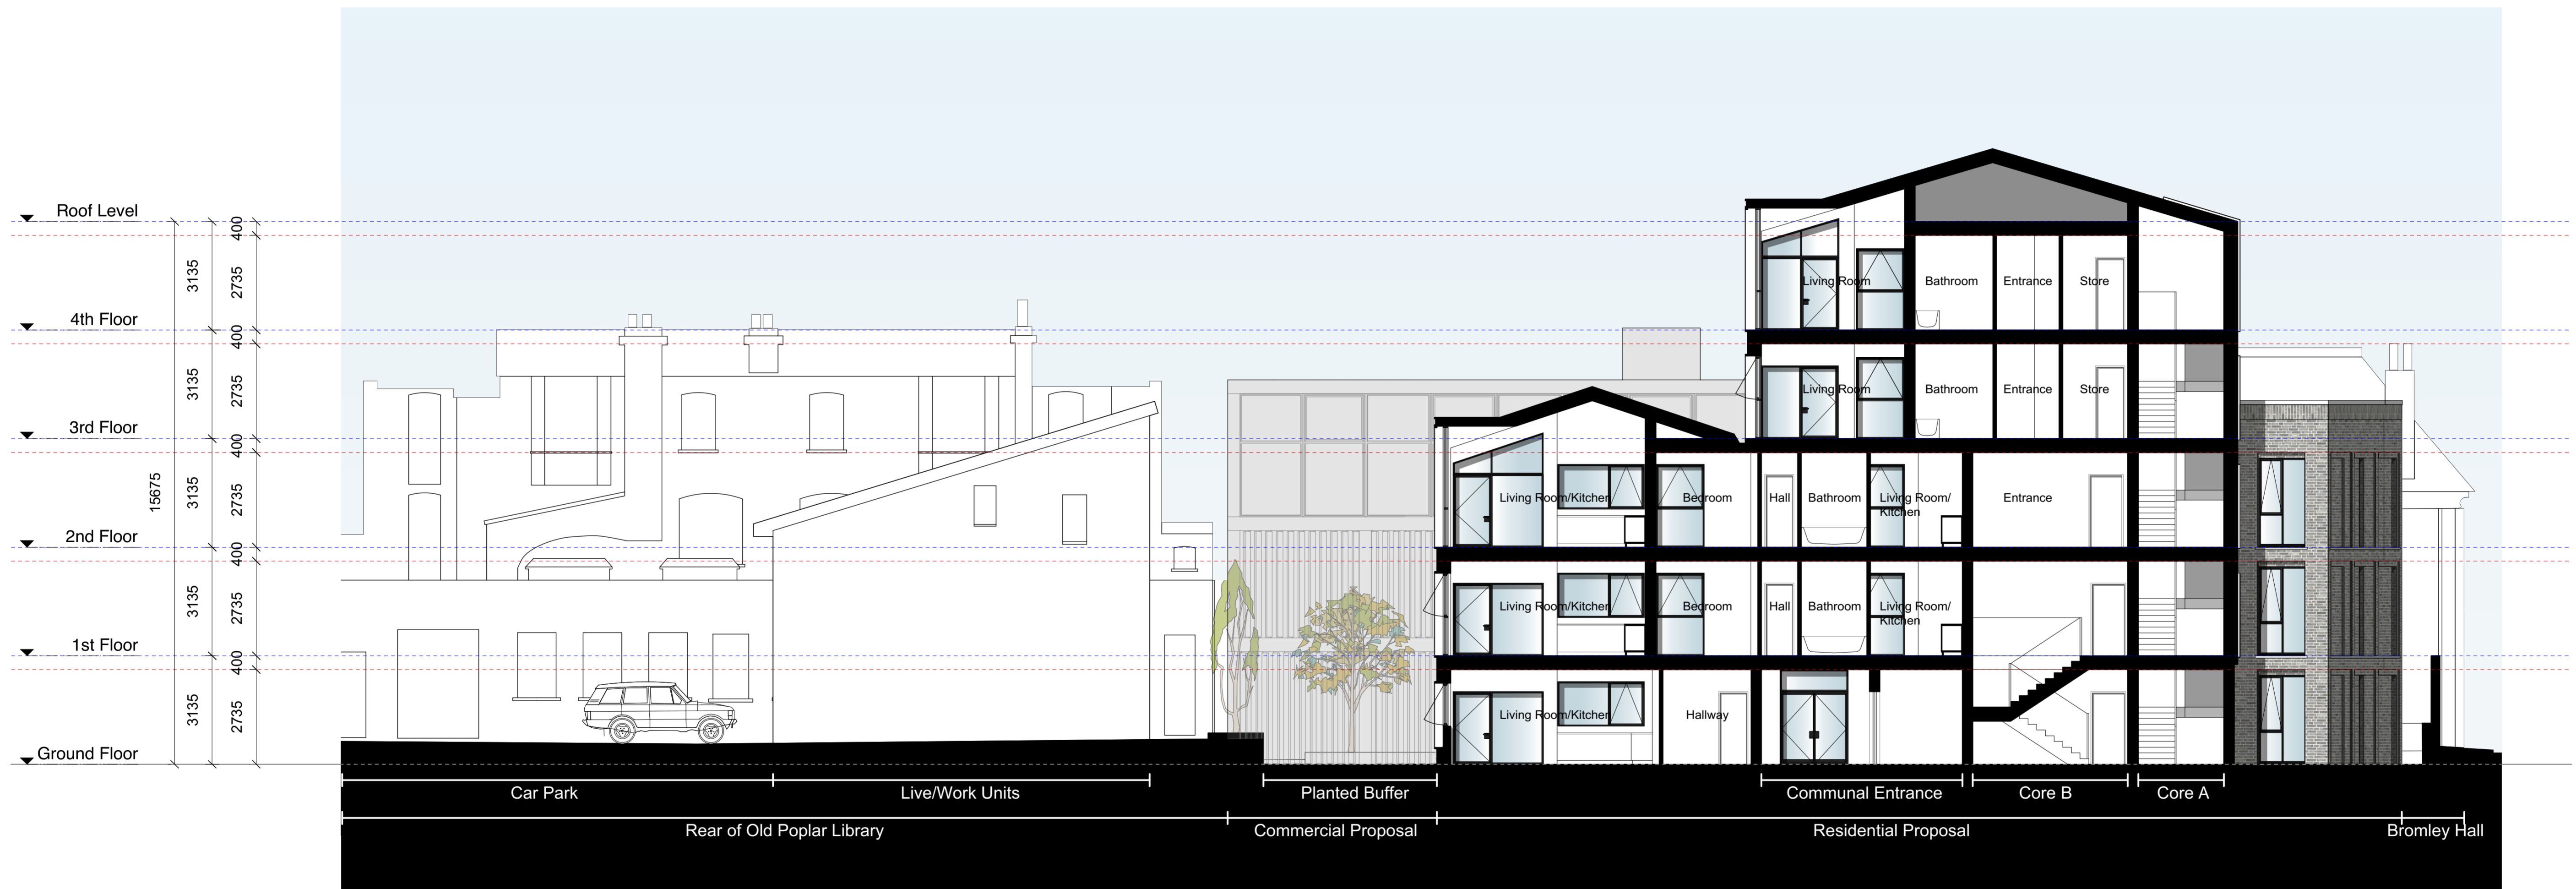 Roof Level
400
3135
2735
Living Room
Bathroom
Entrance
Store
4th Floor
400
3135
2735
Living Room
Bathroom
Entrance
Store
3rd Floor
400
15675
3135
2735
Living Room/Kitchen
Bedroom
Hall
Bathroom
Living Room/
Kitchen
Entrance
2nd Floor
400
3135
2735
Living Room/Kitchen
Bedroom
Hall
Bathroom
Living Room/
Kitchen
1st Floor
400
3135
2735
Living Room/Kitchen
Hallway
Ground Floor
Car Park
Live/Work Units
Planted Buffer
Communal Entrance
Core B
Core A
Rear of Old Poplar Library
Commercial Proposal
Residential Proposal
Bromley Hall